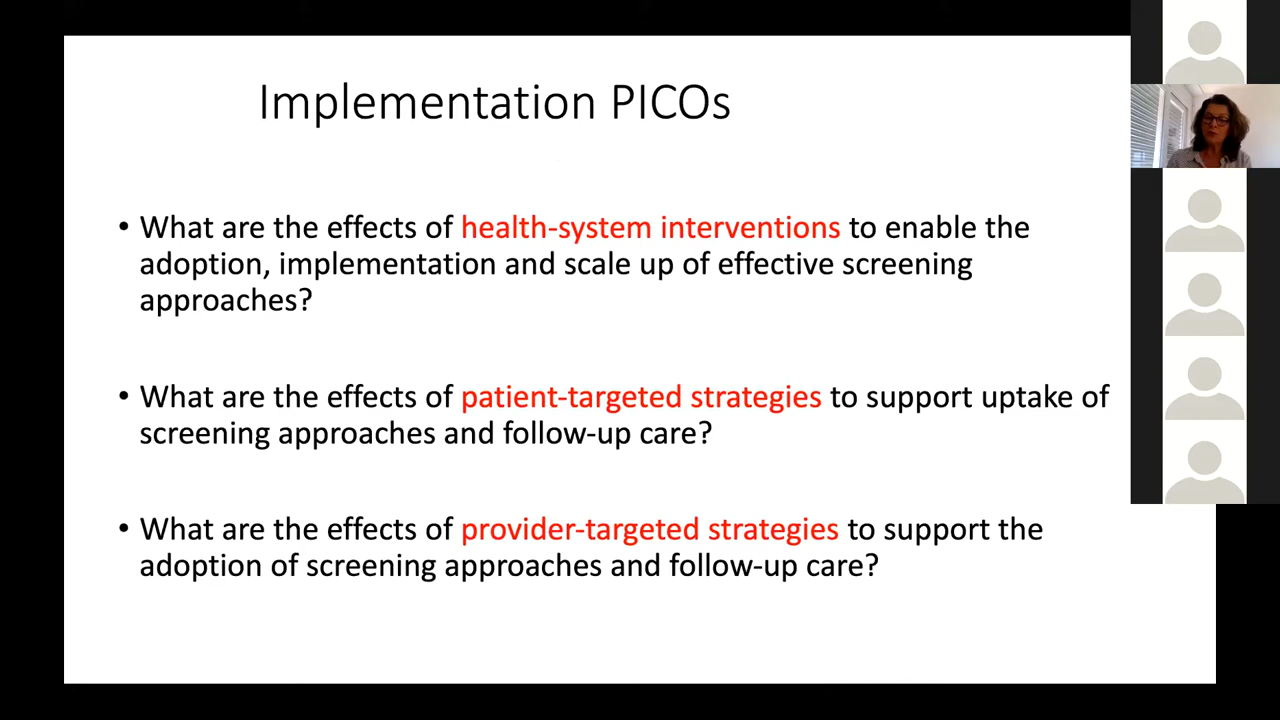 Implementation PICOs
• What are the effects of health-system interventions to enable the
adoption, implementation and scale up of effective screening
approaches?
• What are the effects of patient-targeted strategies to support uptake of
screening approaches and follow-up care?
• What are the effects of provider-targeted strategies to support the
adoption of screening approaches and follow-up care?